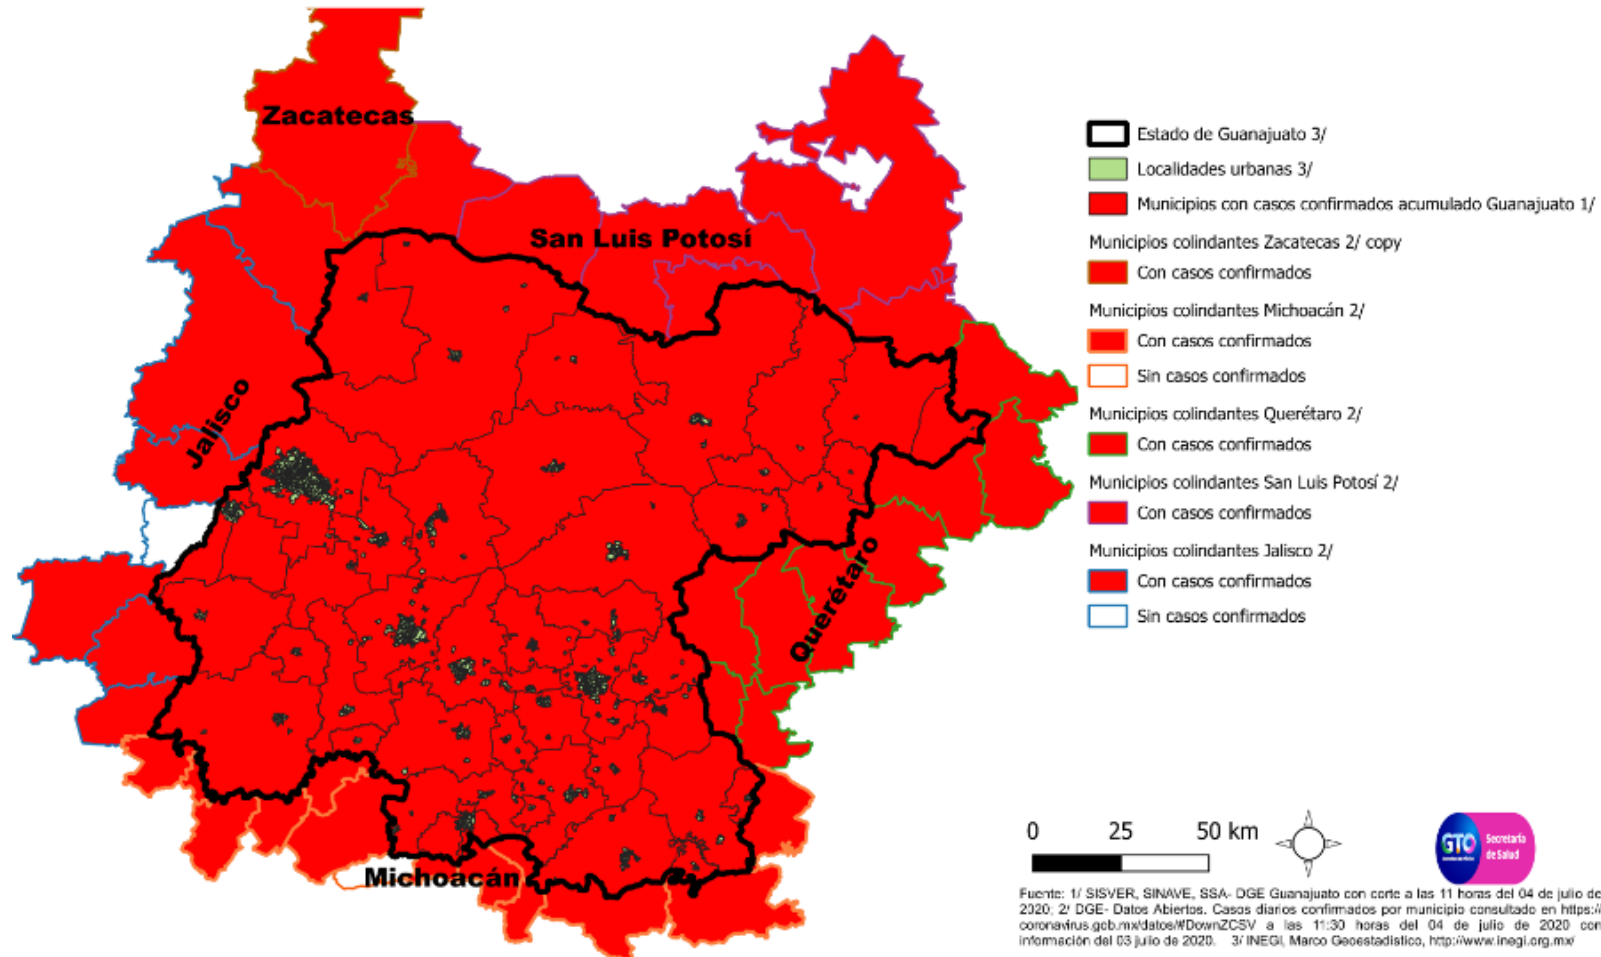 Zacatecas
San Luis Potosí
Jalisco
Querétaro
Michoacán
Estado de Guanajuato 3/
Localidades urbanas 3/
Municipios con casos confirmados acumulado Guanajuato 1/
Municipios colindantes Zacatecas 2/ copy
Con casos confirmados
Municipios colindantes Michoacán 2/
Con casos confirmados
Sin casos confirmados
Municipios colindantes Querétaro 2/
Con casos confirmados
Municipios colindantes San Luis Potosí 2/
Con casos confirmados
Municipios colindantes Jalisco 2/
Con casos confirmados
Sin casos confirmados
0 25 50 km
GTO
Secretaría
de Salud
Fuente: 1/ SISVER, SINAVE, SSA- DGE Guanajuato con corte a las 11 horas del 04 de julio de
2020; 2/ DGE- Datos Abiertos. Casos diarios confirmados por municipio consultado en https://
coronavirus.gob.mx/datos/#DownZCSV a las 11:30 horas del 04 de julio de 2020 con
información del 03 julio de 2020. 3/ INEGI, Marco Geoestadístico, http://www.inegi.org.mx/